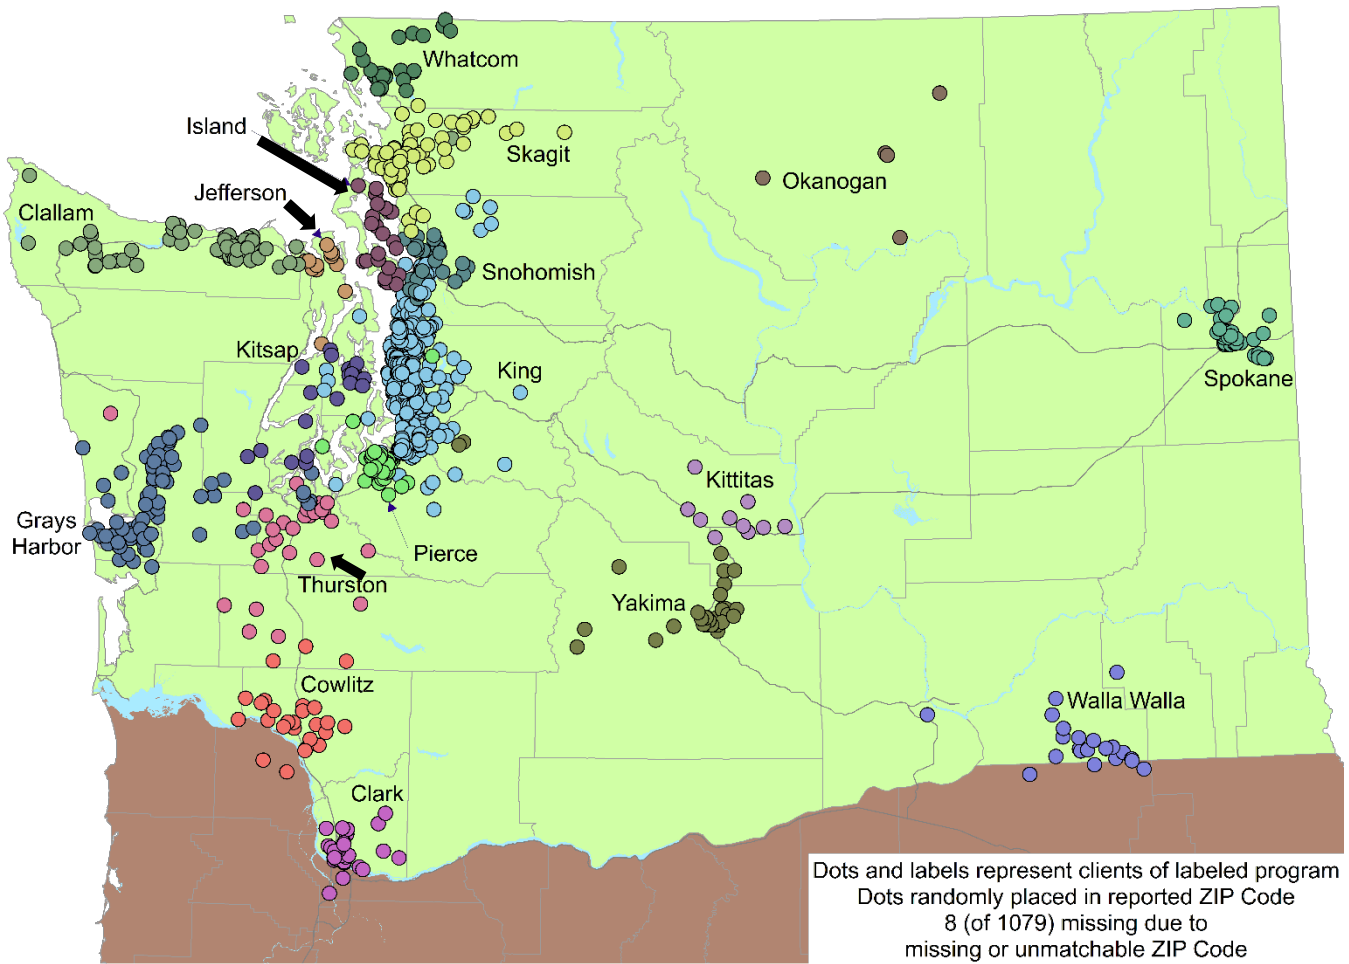 Whatcom
Island
Skagit
Jefferson
Okanogan
Clallam
Snohomish
Kitsap
King
Spokane
Kittitas
Grays
Harbor
Pierce
Thurston
Yakima
Cowlitz
Walla Walla
Clark
Dots and labels represent clients of labeled program
Dots randomly placed in reported ZIP Code
8 (of 1079) missing due to
missing or unmatchable ZIP Code